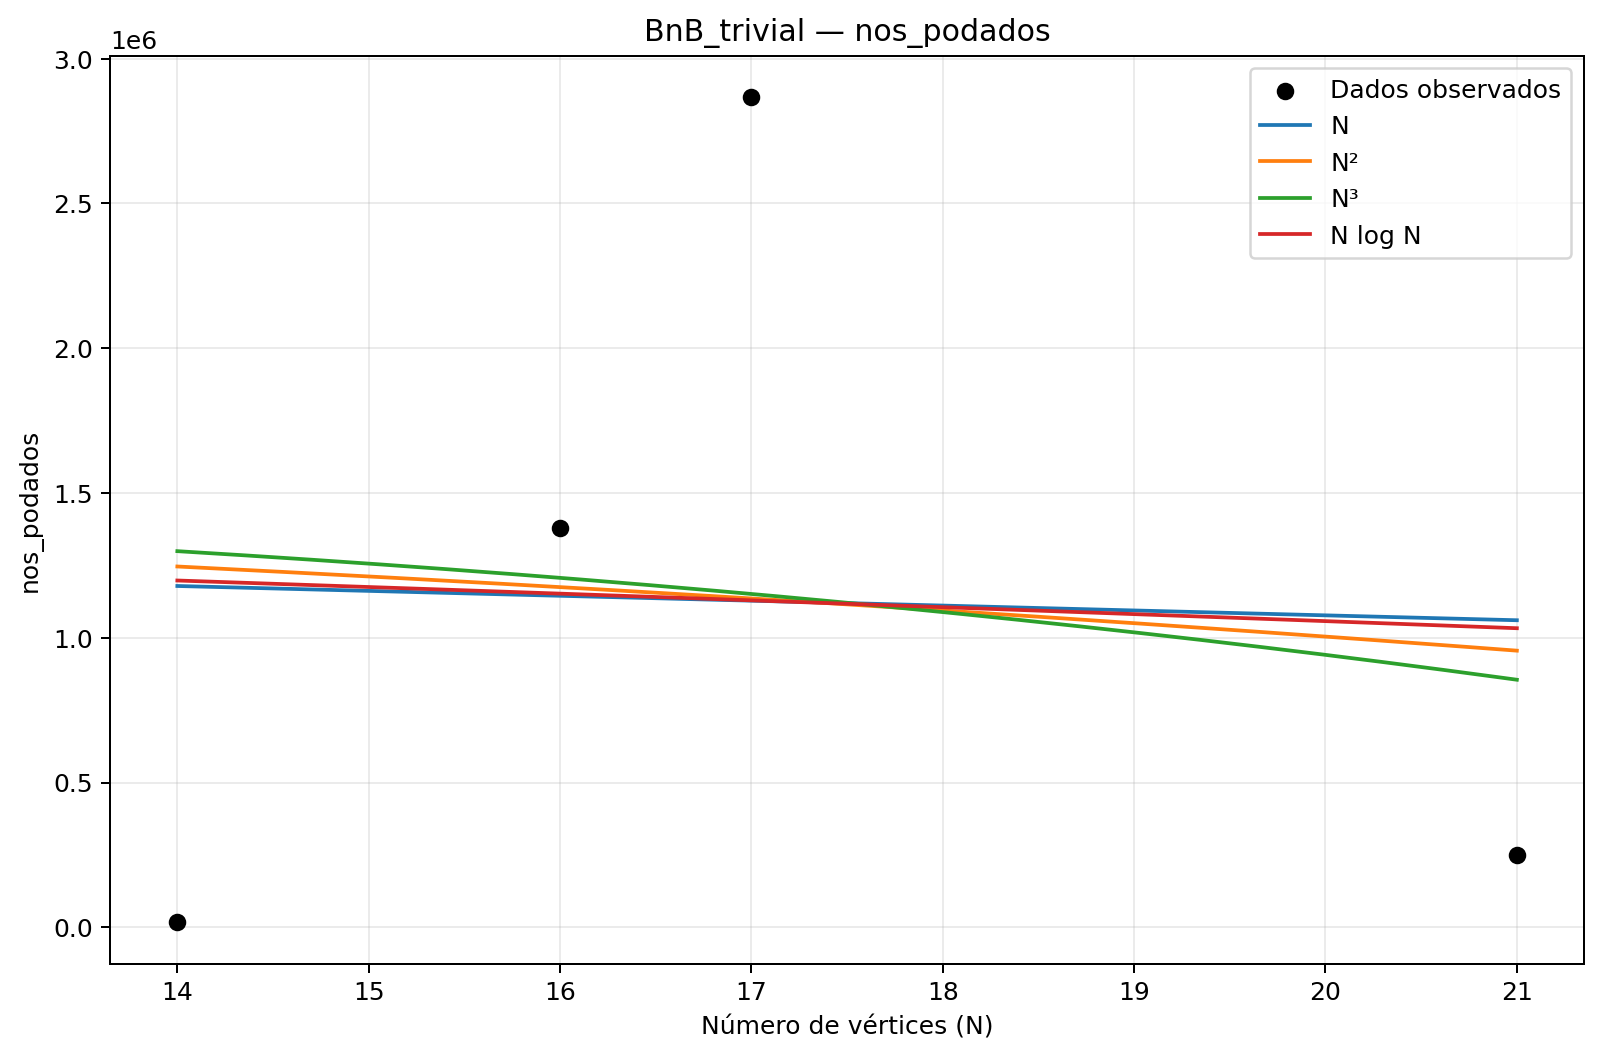 BnB_trivial — nos_podados
1e6
3.0
2.5
2.0
1.5
1.0
0.5
0.0
nos_podados
Dados observados
N
N²
N³
N log N
14 15 16 17 18 19 20 21
Número de vértices (N)